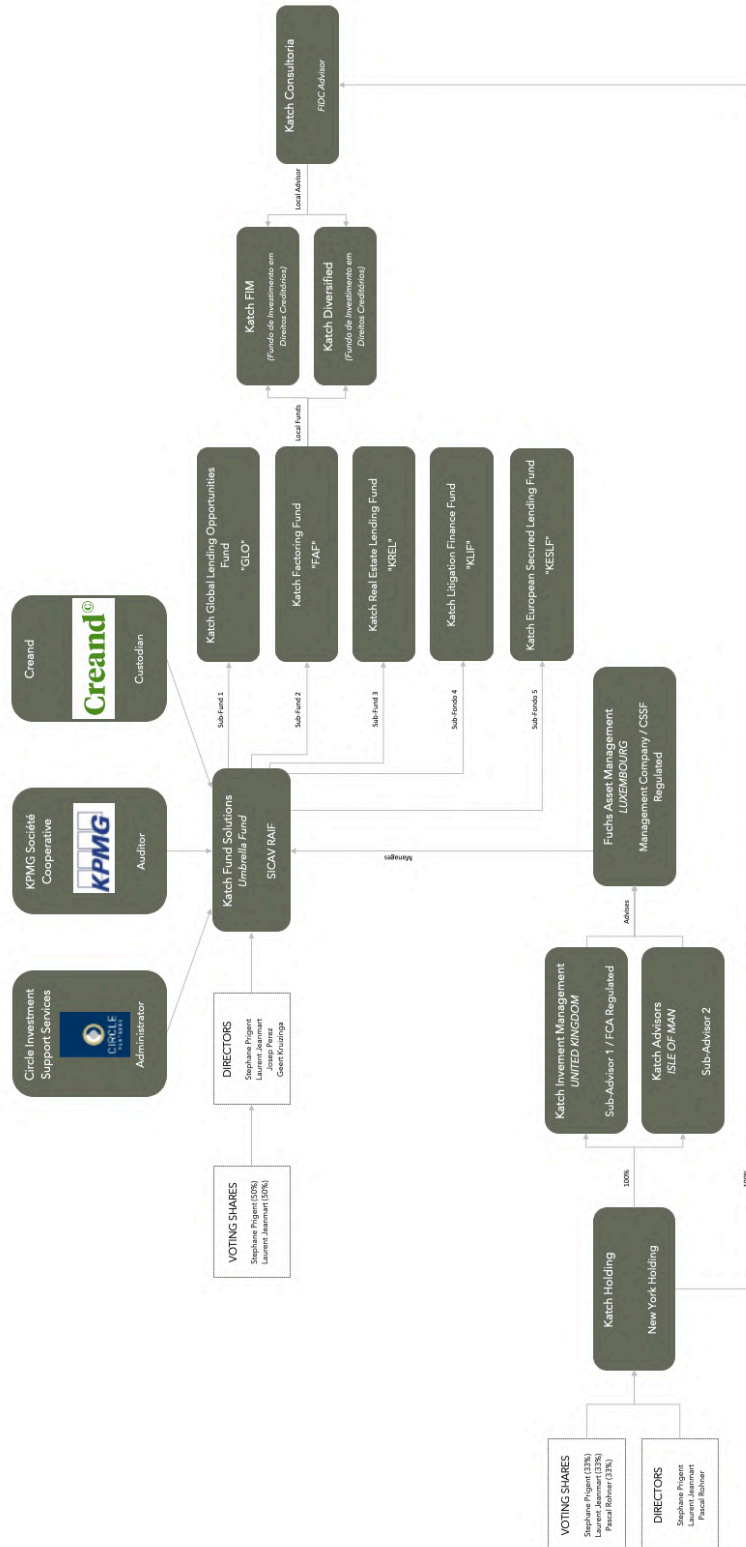 Circle Investment
Support Services
CIRCLE
PARTNERS
Administrator
KPMG Société
Cooperative
KPMG
Auditor
Creand
Creand©
Custodian
VOTING SHARES
Stephane Prigent (50%)
Laurent Jeanmart (50%)
DIRECTORS
Stephane Prigent
Laurent Jeanmart
Josep Perez
Geert Kruizinga
Katch Fund Solutions
Umbrella Fund
SICAV RAIF
Sub-Fund 1
Sub-Fund 2
Sub-Fund 3
Sub-Fondo 4
Sub-Fondo 5
Katch Global Lending Opportunities
Fund
"GLO"
Katch Factoring Fund
"FAF"
Katch Real Estate Lending Fund
"KREL"
Katch Litigation Finance Fund
"KLIF"
Katch European Secured Lending Fund
"KESLF"
Local Funds
Katch FIM
(Fundo de Investimento em
Direitos Creditórios)
Katch Diversified
(Fundo de Investimento em
Direitos Creditórios)
Local Advisor
Katch Consultoria
FIDC Advisor
Manages
VOTING SHARES
Stephane Prigent (33%)
Laurent Jeanmart (33%)
Pascal Rohner (33%)
DIRECTORS
Stephane Prigent
Laurent Jeanmart
Pascal Rohner
Katch Holding
New York Holding
100%
Katch Invement Management
UNITED KINGDOM
Sub-Advisor 1 / FCA Regulated
Katch Advisors
ISLE OF MAN
Sub-Advisor 2
Advises
Fuchs Asset Management
LUXEMBOURG
Management Company / CSSF
Regulated
100%